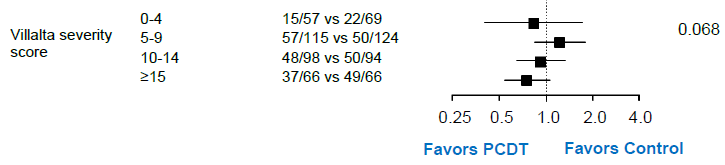 0-4 15/57 vs 22/69
Villalta severity score 5-9 57/115 vs 50/124 0.068
10-14 48/98 vs 50/94
≥15 37/66 vs 49/66
0.25 0.5 1.0 2.0 4.0
Favors PCDT Favors Control